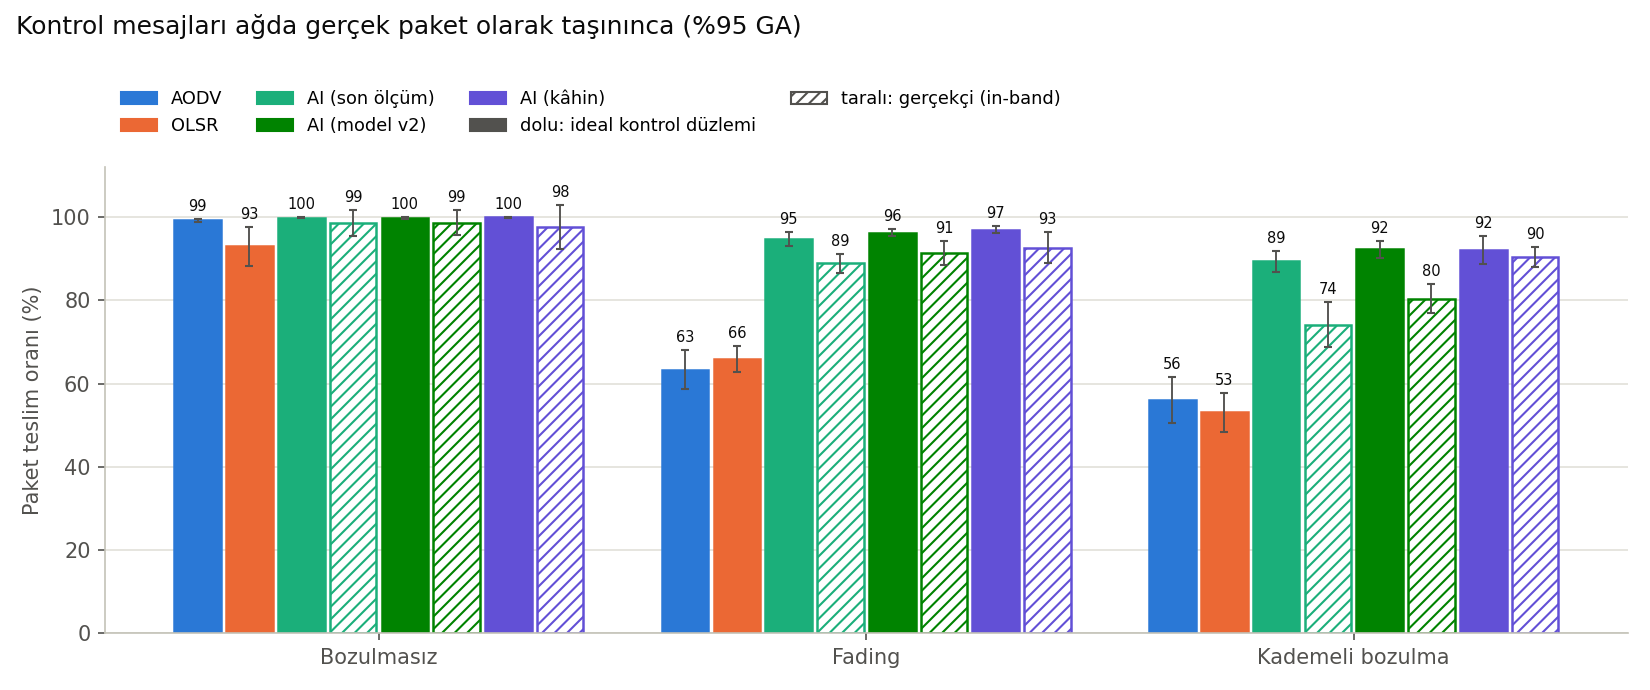 Kontrol mesajları ağda gerçek paket olarak taşınınca (%95 GA)
AODV
OLSR
AI (son ölçüm)
AI (model v2)
AI (kâhin)
dolu: ideal kontrol düzlemi
taralı: gerçekçi (in-band)
Paket teslim oranı (%)
100
80
60
40
20
0
99 93 100 99 100 99 100 98
63 66 95 89 96 91 97 93
56 53 89 74 92 80 92 90
Bozulmasız
Fading
Kademeli bozulma